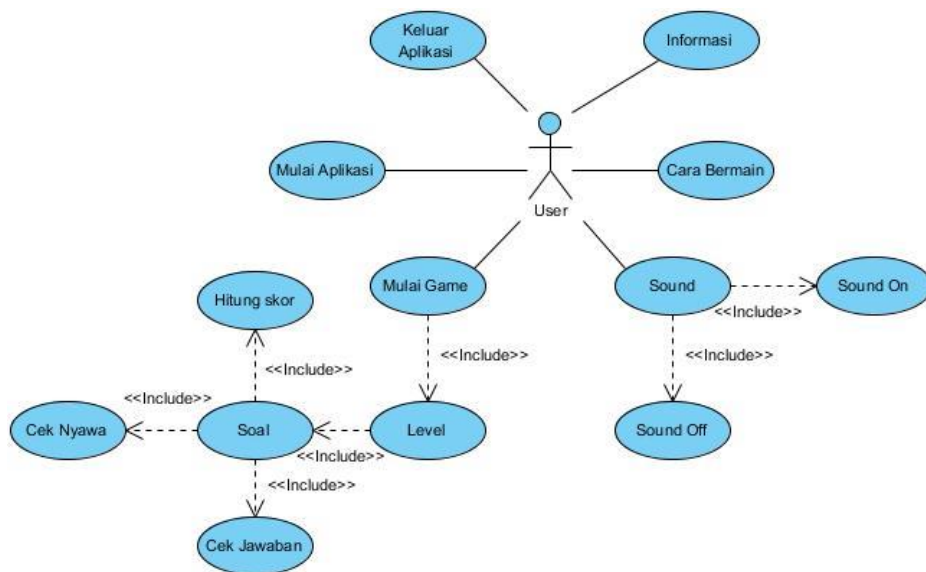 Keluar
Aplikasi
Informasi
Mulai Aplikasi
Cara Bermain
User
Hitung skor
Mulai Game
Sound
Sound On
<<Include>>
<<Include>>
<<Include>>
<<Include>>
<<Include>>
Cek Nyawa
Soal
Level
Sound Off
<<Include>>
<<Include>>
Cek Jawaban